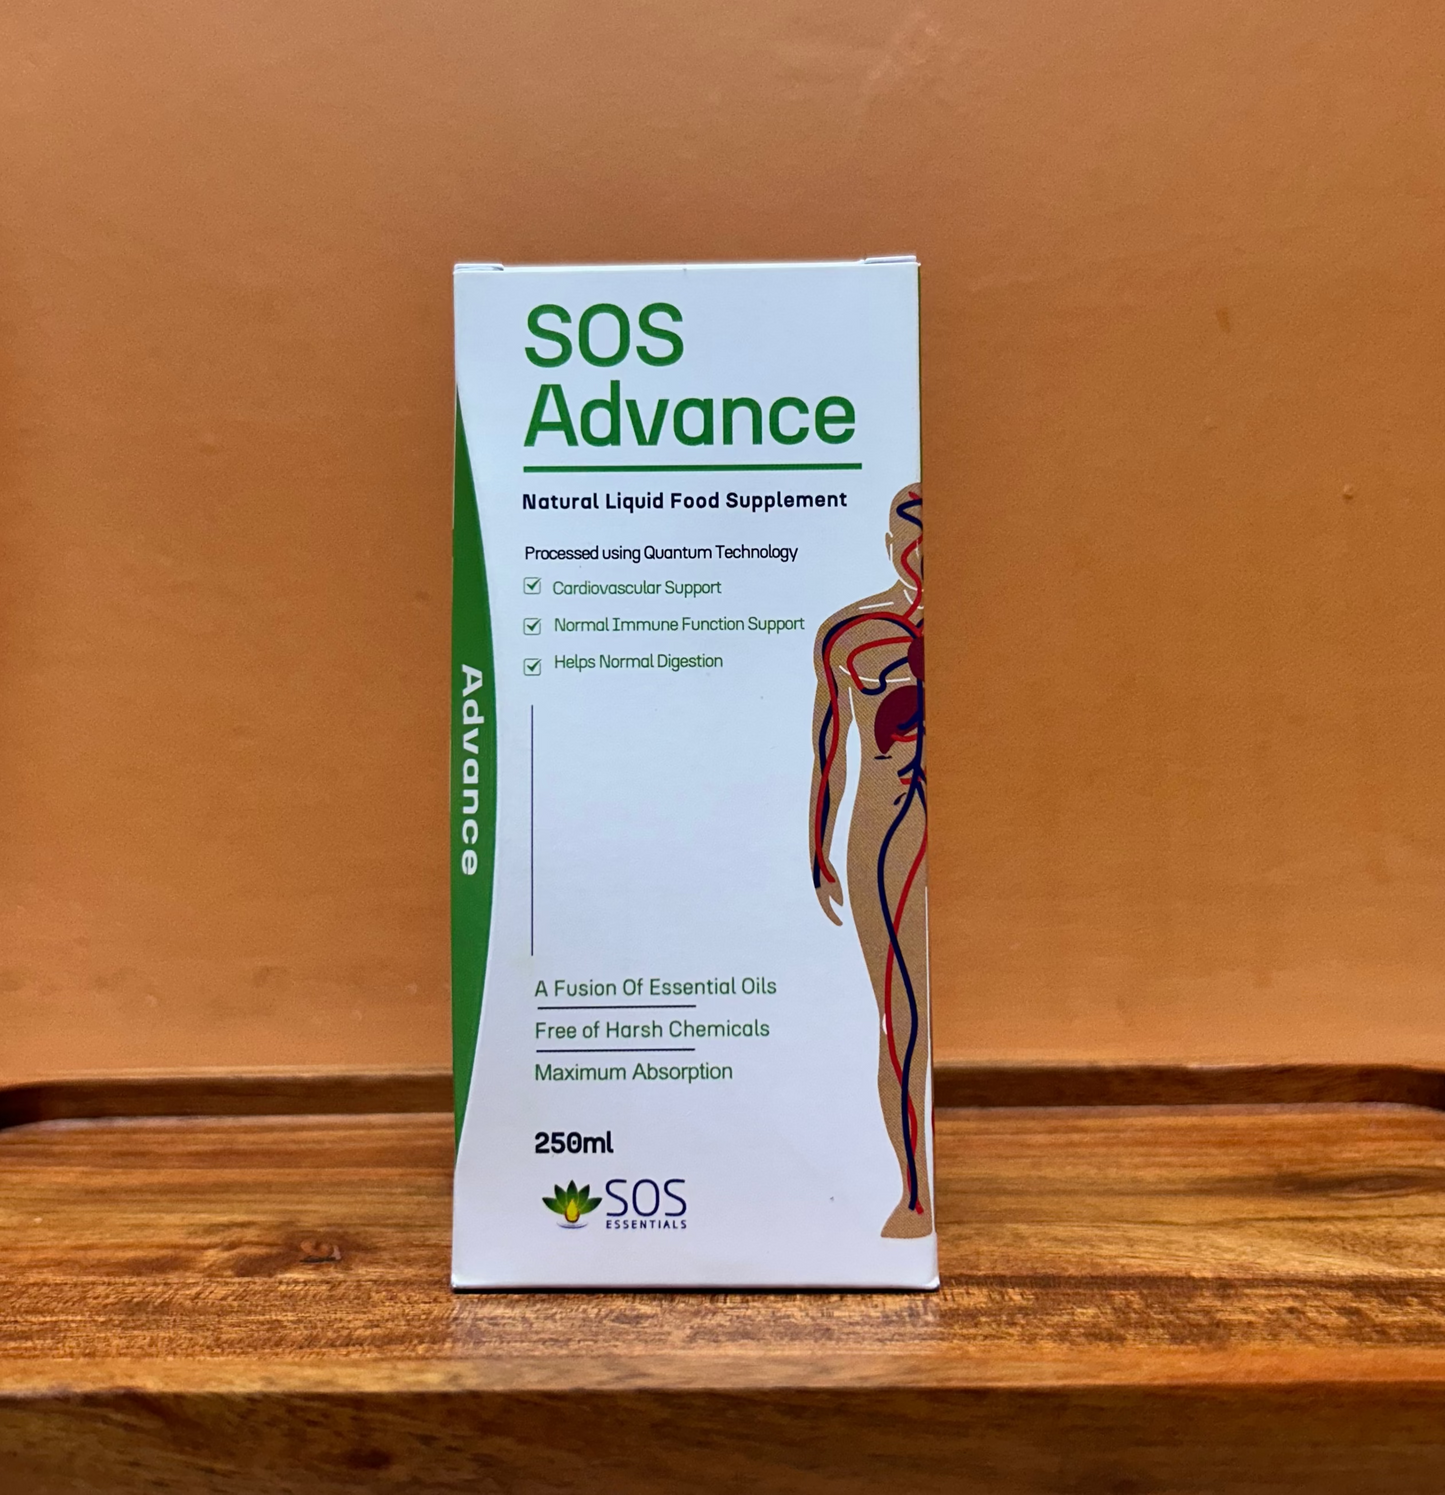 SOS
Advance
Natural Liquid Food Supplement
Processed using Quantum Technology
Cardiovascular Support
Normal Immune Function Support
Helps Normal Digestion
Advance
A Fusion Of Essential Oils
Free of Harsh Chemicals
Maximum Absorption
250ml
SOS
ESSENTIALS